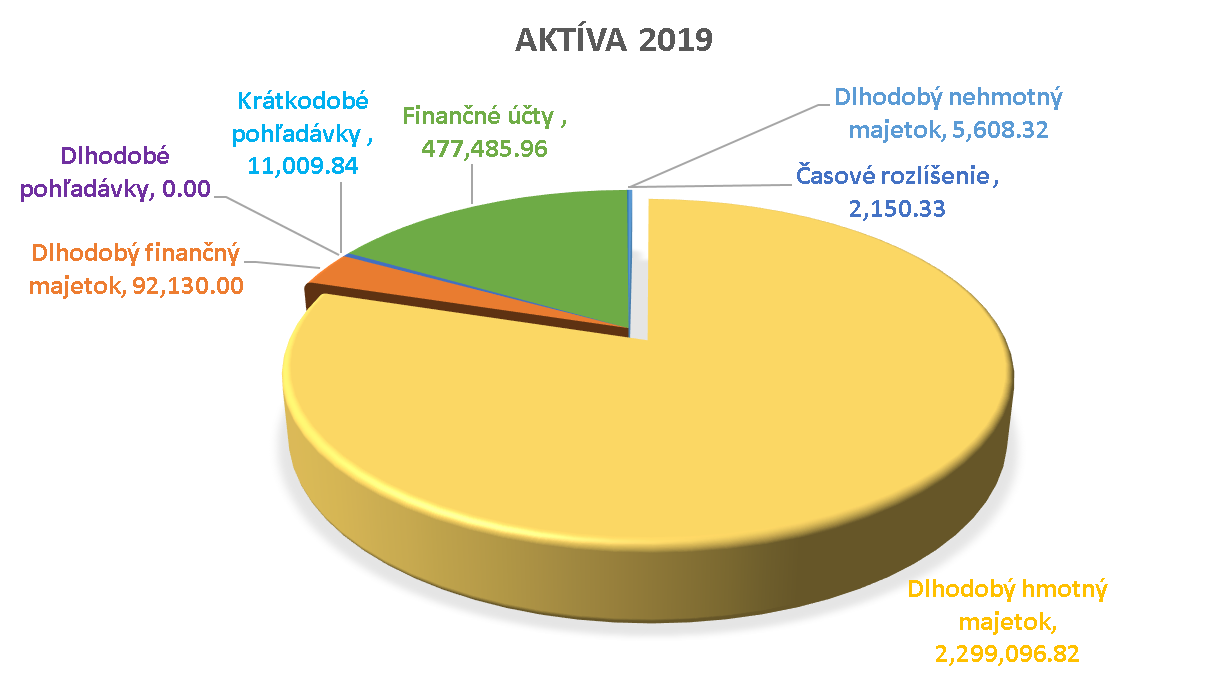 AKTÍVA 2019
Krátkodobé
pohľadávky ,
11,009.84
Finančné účty ,
477,485.96
Dlhodobý nehmotný
majetok, 5,608.32
Dlhodobé
pohľadávky, 0.00
Časové rozlíšenie ,
2,150.33
Dlhodobý finančný
majetok, 92,130.00
Dlhodobý hmotný
majetok,
2,299,096.82